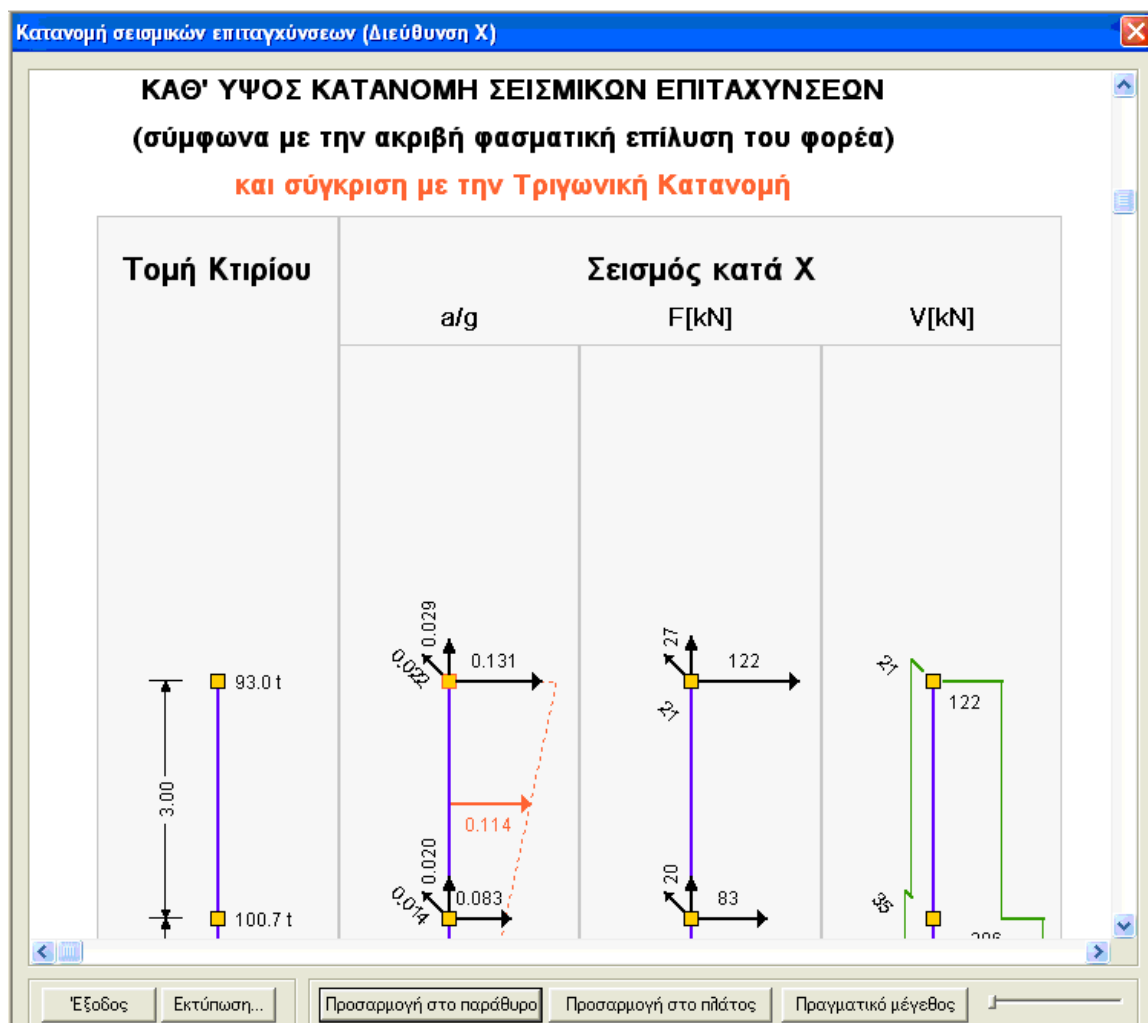 Κατανομή σεισμικών επιταγχύνσεων (Διεύθυνση Χ)
ΚΑΘ' ΥΨΟΣ ΚΑΤΑΝΟΜΗ ΣΕΙΣΜΙΚΩΝ ΕΠΙΤΑΧΥΝΣΕΩΝ
(σύμφωνα με την ακριβή φασματική επίλυση του φορέα)
και σύγκριση με την Τριγωνική Κατανομή
Τομή Κτιρίου
Σεισμός κατά Χ
a/g
F[kN]
V[kN]
0.029
0.022
0.131
27
122
21
21
122
93.0 t
3.00
0.114
0.020
0.014
0.083
20
83
35
100.7 t
Έξοδος
Εκτύπωση...
Προσαρμογή στο παράθυρο
Προσαρμογή στο πλάτος
Πραγματικό μέγεθος